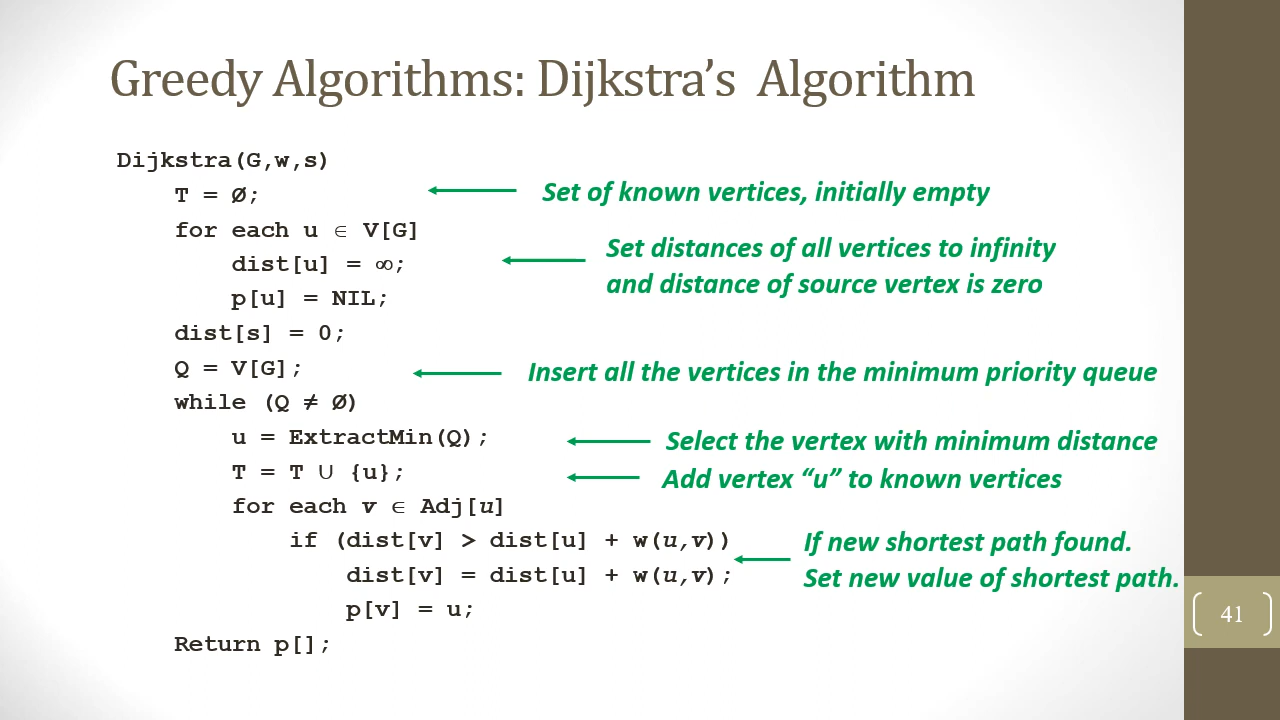 Greedy Algorithms: Dijkstra’s Algorithm
Dijkstra(G,w,s)
T = Ø;
Set of known vertices, initially empty
for each u ∈ V[G]
dist[u] = ∞;
Set distances of all vertices to infinity
and distance of source vertex is zero
p[u] = NIL;
dist[s] = 0;
Q = V[G];
Insert all the vertices in the minimum priority queue
while (Q ≠ Ø)
u = ExtractMin(Q);
Select the vertex with minimum distance
T = T ∪ {u};
Add vertex “u” to known vertices
for each v ∈ Adj[u]
if (dist[v] > dist[u] + w(u,v))
If new shortest path found.
dist[v] = dist[u] + w(u,v);
Set new value of shortest path.
p[v] = u;
Return p[];
41